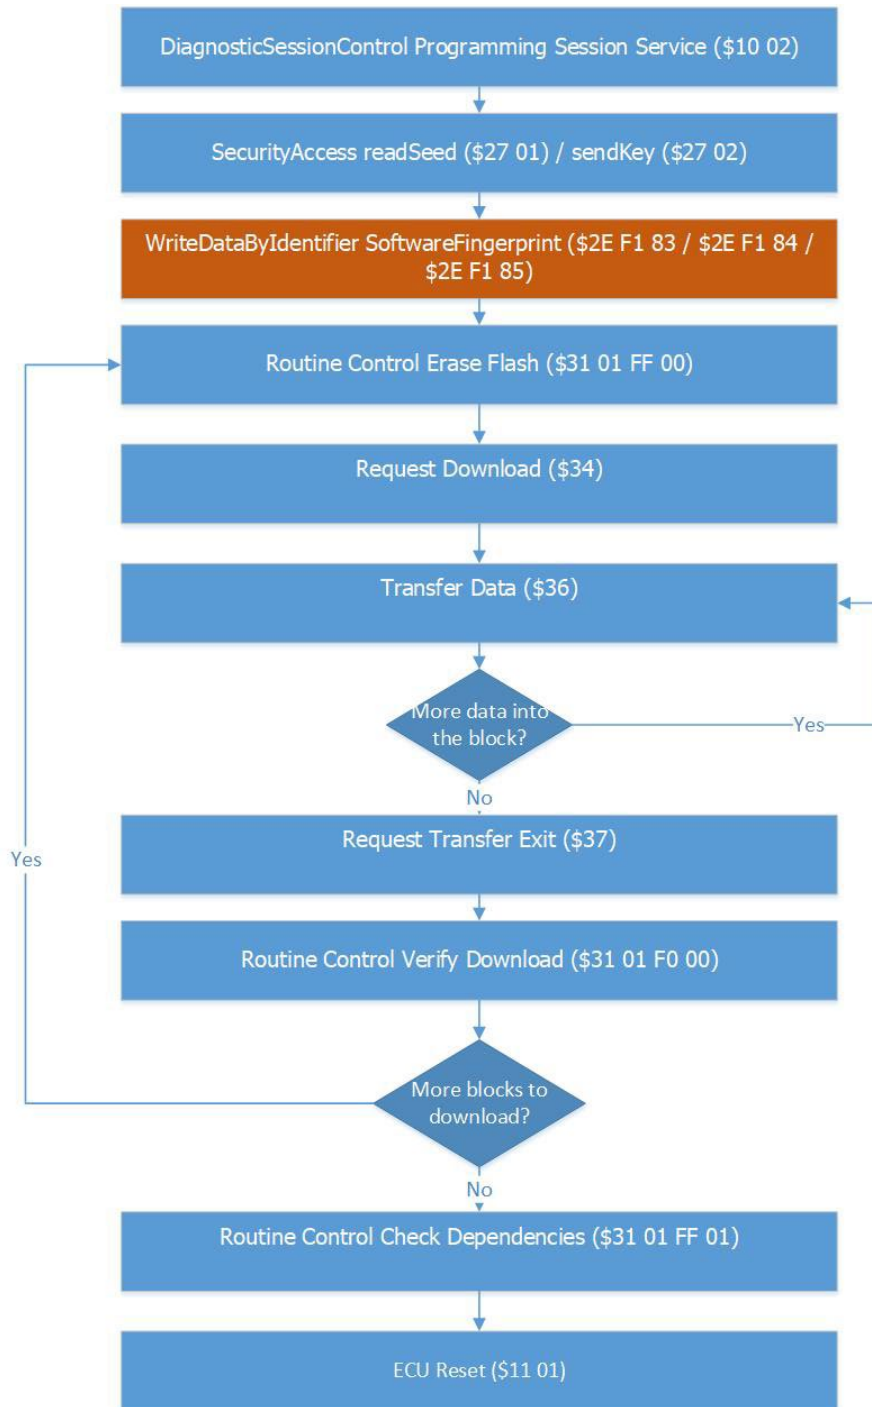 DiagnosticSessionControl Programming Session Service ($10 02)
SecurityAccess readSeed ($27 01) / sendKey ($27 02)
WriteDataByIdentifier SoftwareFingerprint ($2E F1 83 / $2E F1 84 /
$2E F1 85)
Routine Control Erase Flash ($31 01 FF 00)
Request Download ($34)
Transfer Data ($36)
More data into
the block?
Yes
No
Request Transfer Exit ($37)
Yes
Routine Control Verify Download ($31 01 F0 00)
More blocks to
download?
No
Routine Control Check Dependencies ($31 01 FF 01)
ECU Reset ($11 01)